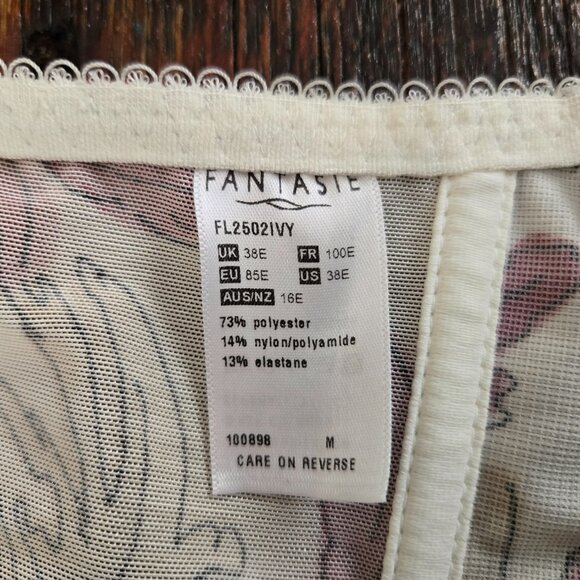 FANTASIE
FL2502IVY
UK 38E FR 100E
EU 85E US 38E
AUS/NZ 16E
73% polyester
14% nylon/polyamide
13% elastane
100898 M
CARE ON REVERSE